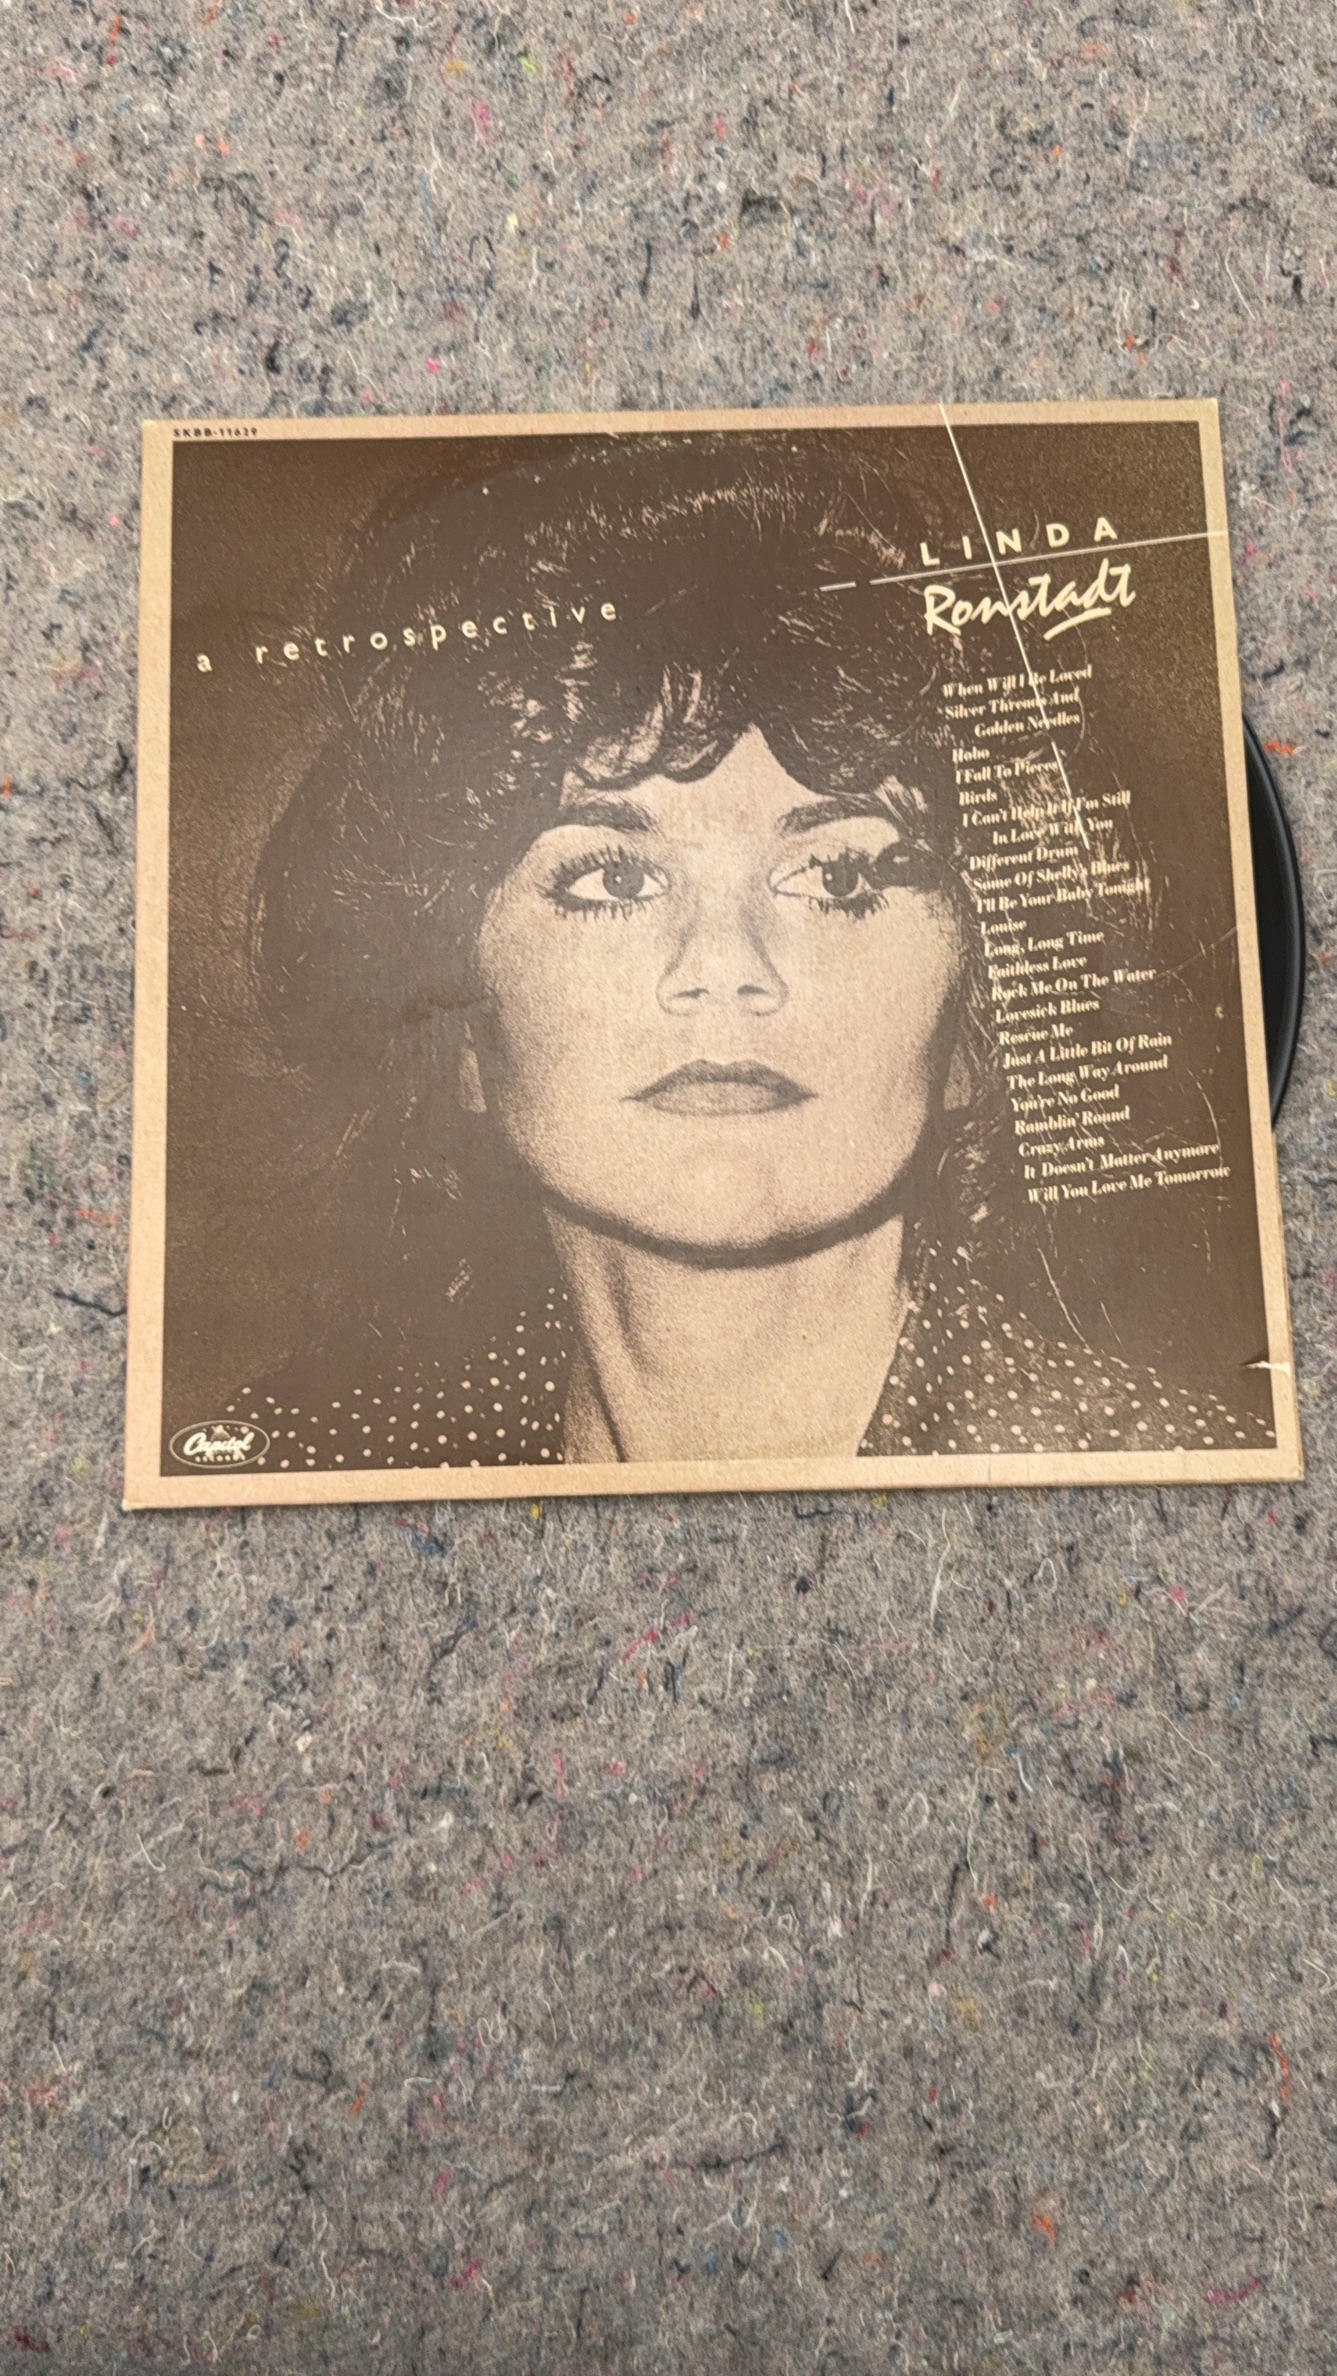 SKBB-11629
LINDA
Ronstadt
a retrospective
When Will I Be Loved
Silver Threads And
Golden Needles
Hobo
I Fall To Pieces
Birds
I Can't Help It If I'm Still
In Love With You
Different Drum
Some Of Shelly's Blues
I'll Be Your Baby Tonight
Louise
Long, Long Time
Faithless Love
Rock Me On The Water
Lovesick Blues
Rescue Me
Just A Little Bit Of Rain
The Long Way Around
You're No Good
Ramblin' Round
Crazy Arms
It Doesn't Matter Anymore
Will You Love Me Tomorrow
Capitol
RECORDS